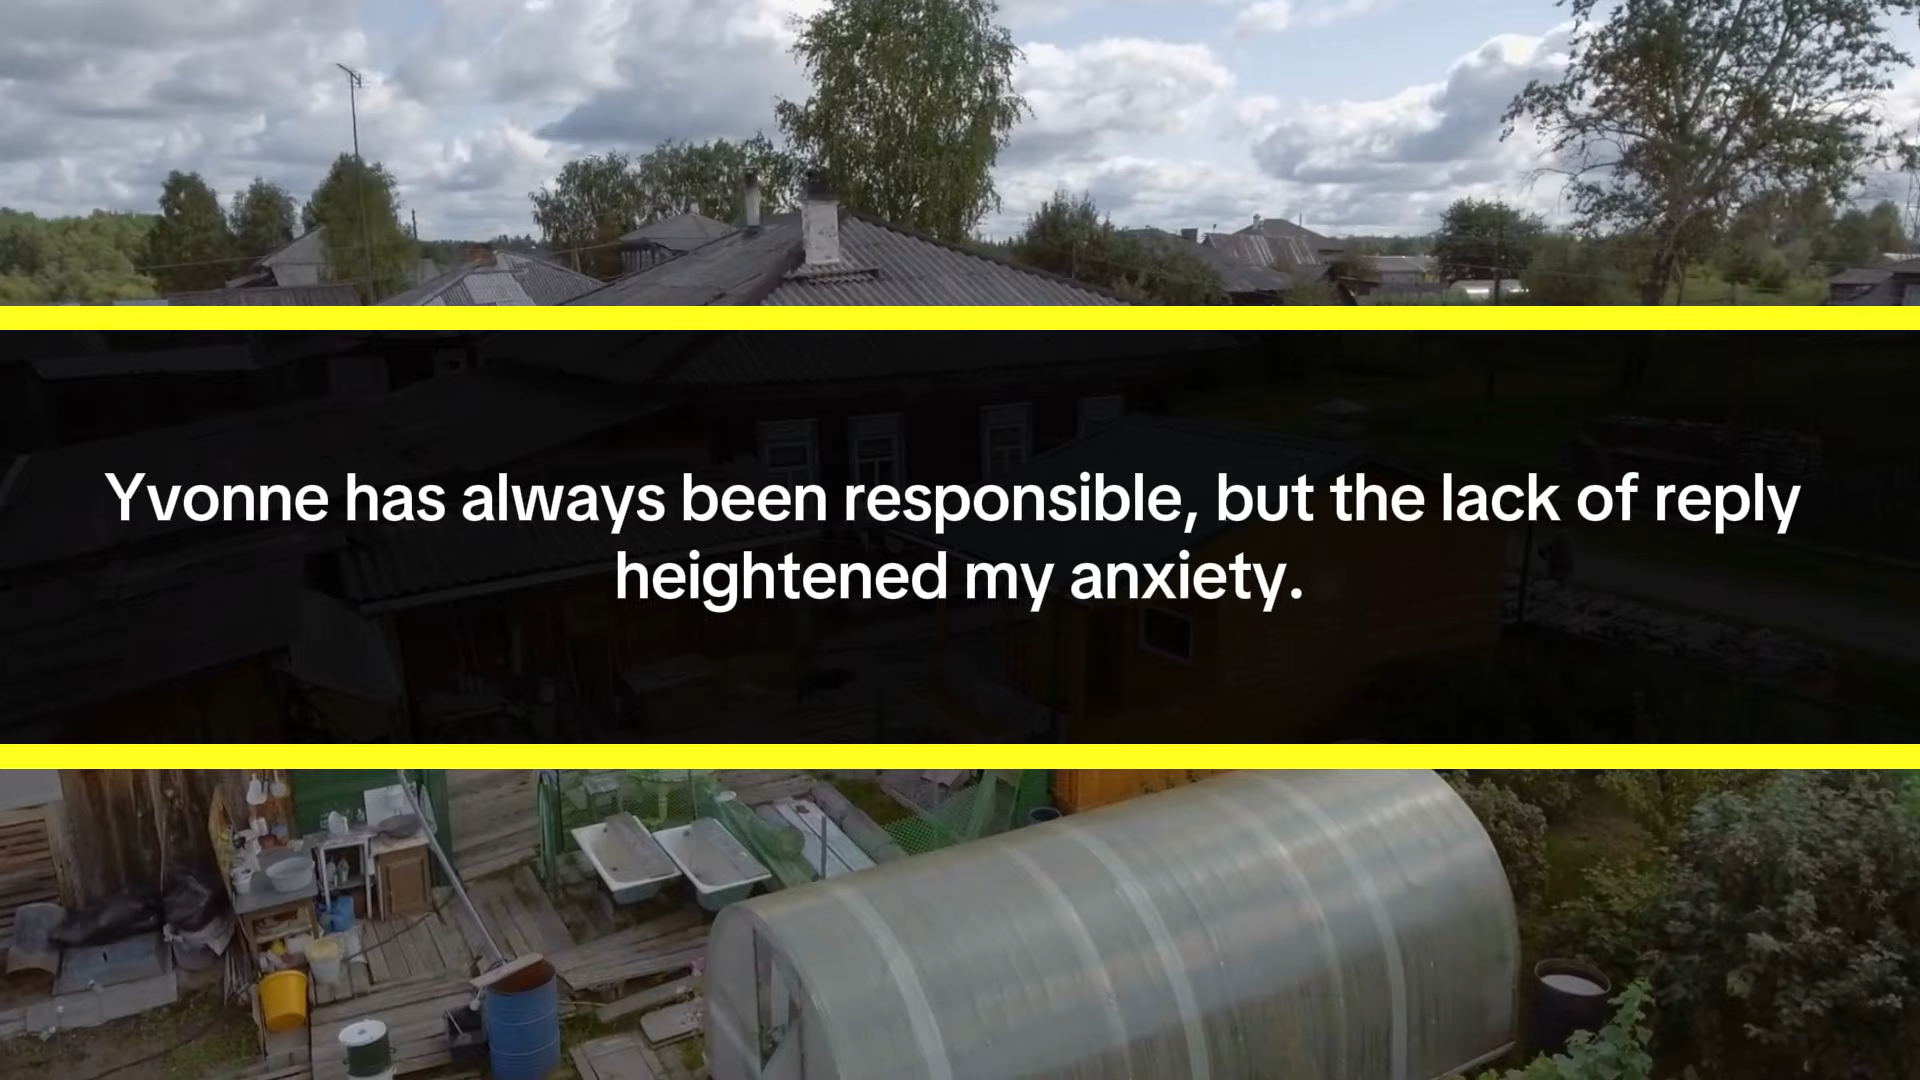 Yvonne has always been responsible, but the lack of reply
heightened my anxiety.